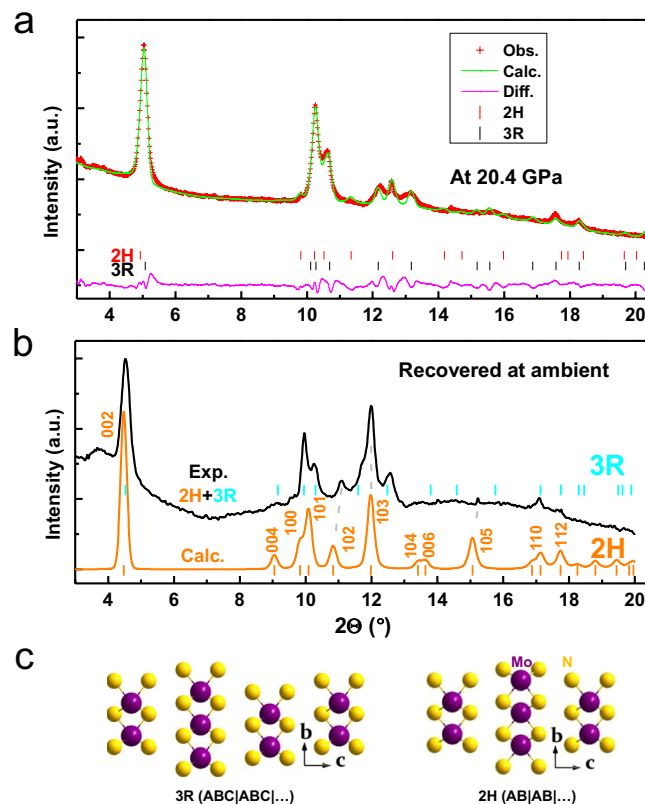 a
Intensity (a.u.)
Obs.
Calc.
Diff.
2H
3R
At 20.4 GPa
2H
3R
4 6 8 10 12 14 16 18 20
b
Intensity (a.u.)
Recovered at ambient
002
Exp.
2H+3R
3R
Calc.
004
100
101
102
103
104
006
105
110
112
2H
4 6 8 10 12 14 16 18 20
2Θ (°)
c
Mo N
b
c
b
c
3R (ABC|ABC|...)
2H (AB|AB|...)